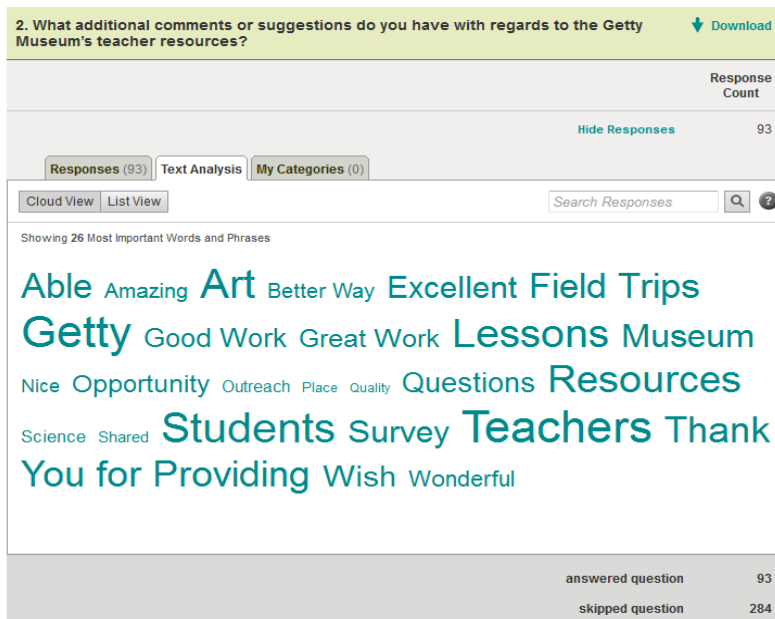 2. What additional comments or suggestions do you have with regards to the Getty
Museum's teacher resources?
Download
Response
Count
Hide Responses 93
Responses (93) Text Analysis My Categories (0)
Cloud View List View Search Responses ?
Showing 26 Most Important Words and Phrases
Able Amazing Art Better Way Excellent Field Trips
Getty Good Work Great Work Lessons Museum
Nice Opportunity Outreach Place Quality Questions Resources
Science Shared Students Survey Teachers Thank
You for Providing Wish Wonderful
answered question 93
skipped question 284